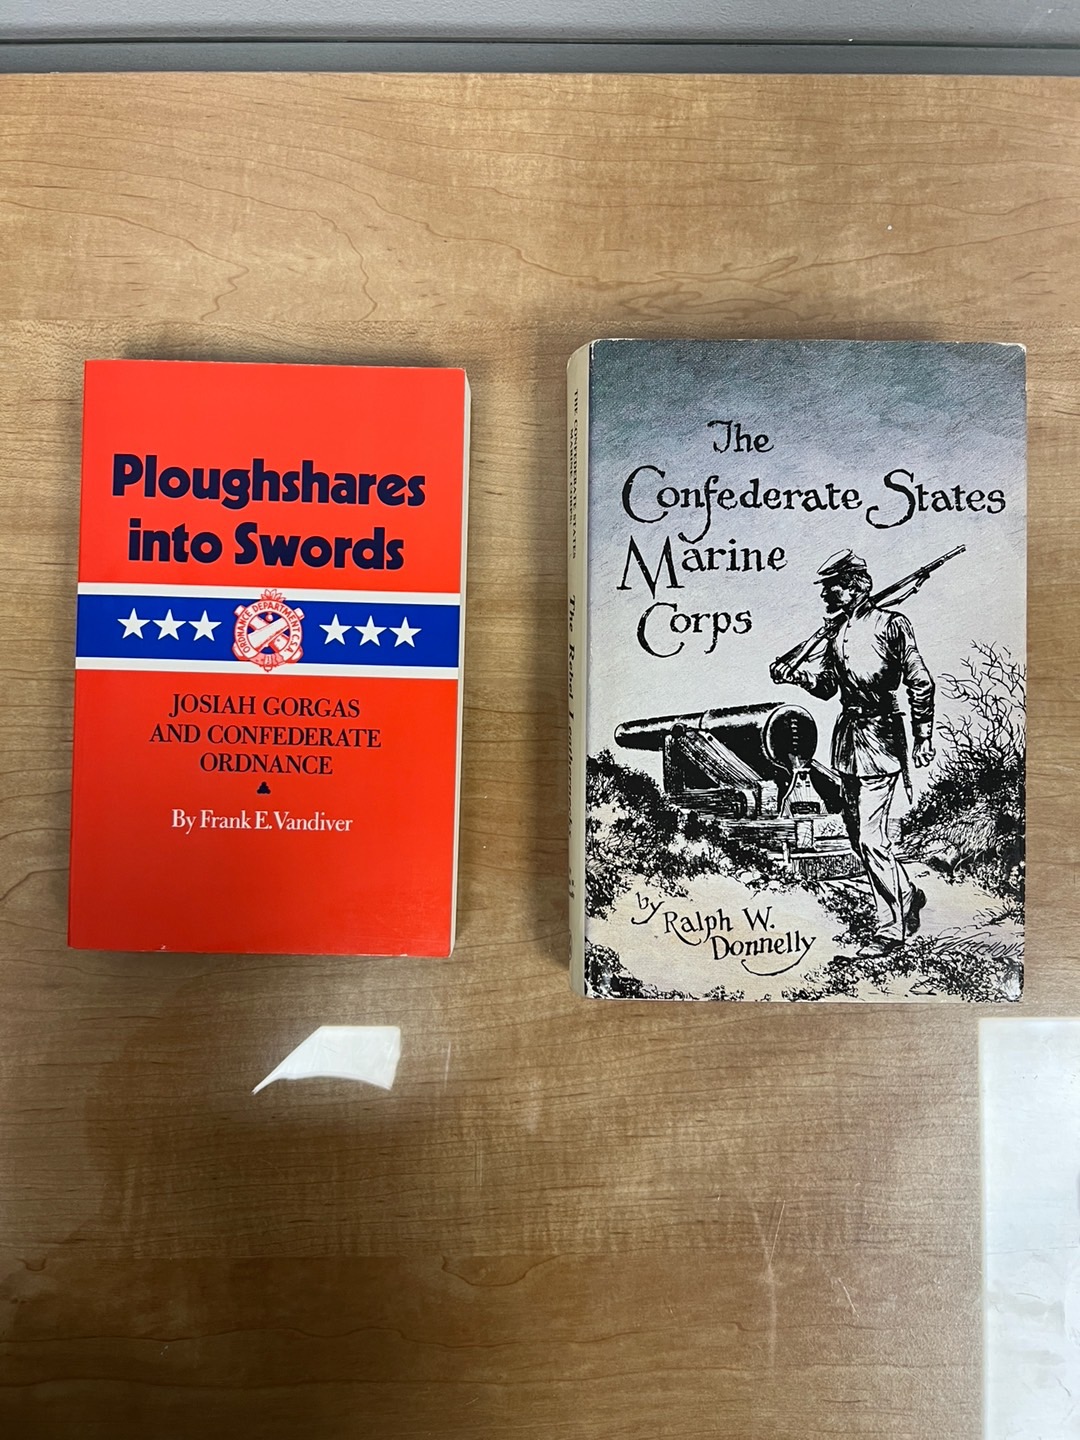 Ploughshares
into Swords
ORDNANCE DEPARTMENT C.S.A.
JOSIAH GORGAS
AND CONFEDERATE
ORDNANCE
By Frank E. Vandiver
THE CONFEDERATE STATES
MARINE CORPS:
The Rebel Leathernecks
The
Confederate States
Marine
Corps
by
Ralph W.
Donnelly